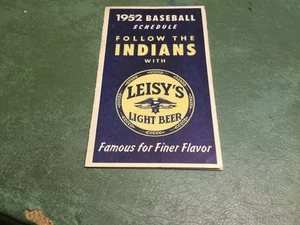 1952 BASEBALL
SCHEDULE
FOLLOW THE
INDIANS
WITH
LEISY'S
LIGHT BEER
Famous for Finer Flavor